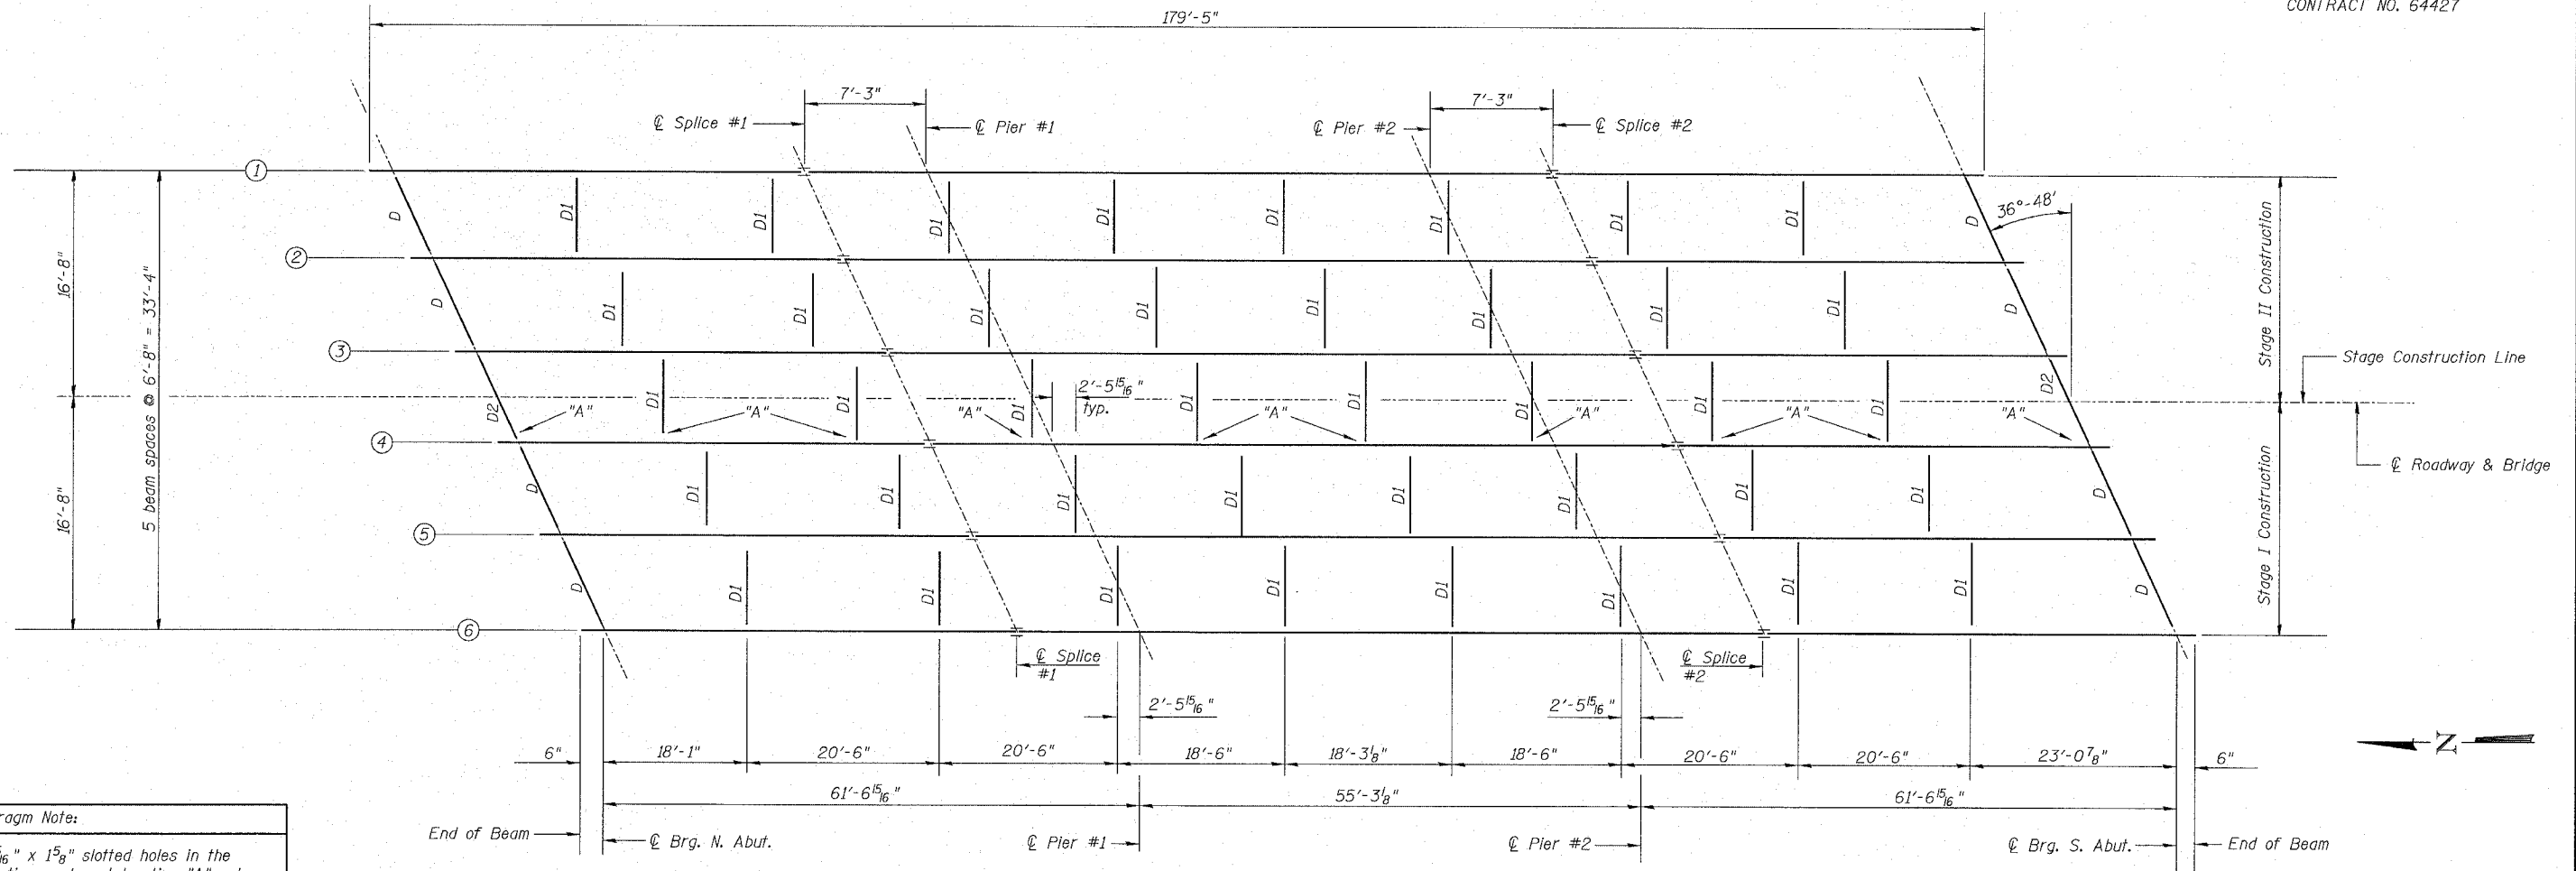 CONTRACT NO. 64427
179'-5"
7'-3"
7'-3"
℄ Splice #1
℄ Pier #1
℄ Pier #2
℄ Splice #2
1
D D1 D1 D1 D1 D1 D1 D1 D1 D
36°-48'
2
D D1 D1 D1 D1 D1 D1 D1 D1 D
3
16'-8"
16'-8"
5 beam spaces @ 6'-8" = 33'-4"
Stage II Construction
Stage I Construction
Stage Construction Line
℄ Roadway & Bridge
2'-5 15/16"
typ.
D2 D1 D1 D1 D1 D1 D1 D1 D2
"A" "A" "A" "A" "A" "A" "A"
4
D D1 D1 D1 D1 D1 D1 D1 D1 D
5
D D1 D1 D1 D1 D1 D1 D1 D1 D
6
℄ Splice
#1
℄ Splice
#2
2'-5 15/16"
2'-5 15/16"
6" 18'-1" 20'-6" 20'-6" 18'-6" 18'-3 1/8" 18'-6" 20'-6" 20'-6" 23'-0 7/8" 6"
61'-6 15/16" 55'-3 1/8" 61'-6 15/16"
End of Beam
℄ Brg. N. Abut.
℄ Pier #1
℄ Pier #2
℄ Brg. S. Abut.
End of Beam
N
ragm Note:
16" x 1 5/8" slotted holes in the